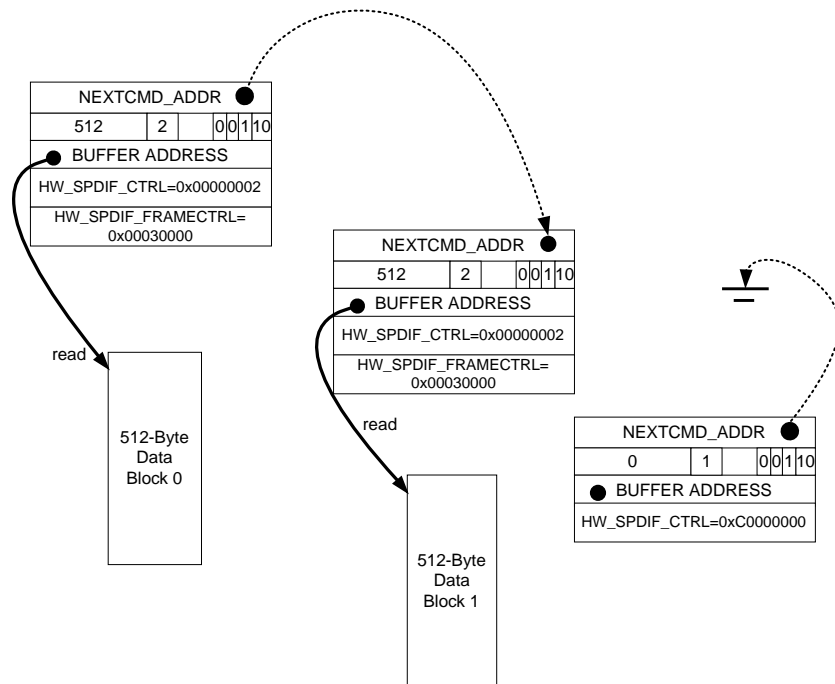 NEXTCMD_ADDR
512 2 0 0 1 10
BUFFER ADDRESS
HW_SPDIF_CTRL=0x00000002
HW_SPDIF_FRAMECTRL=
0x00030000
read
512-Byte
Data
Block 0
NEXTCMD_ADDR
512 2 0 0 1 10
BUFFER ADDRESS
HW_SPDIF_CTRL=0x00000002
HW_SPDIF_FRAMECTRL=
0x00030000
read
512-Byte
Data
Block 1
NEXTCMD_ADDR
0 1 0 0 1 10
BUFFER ADDRESS
HW_SPDIF_CTRL=0xC0000000